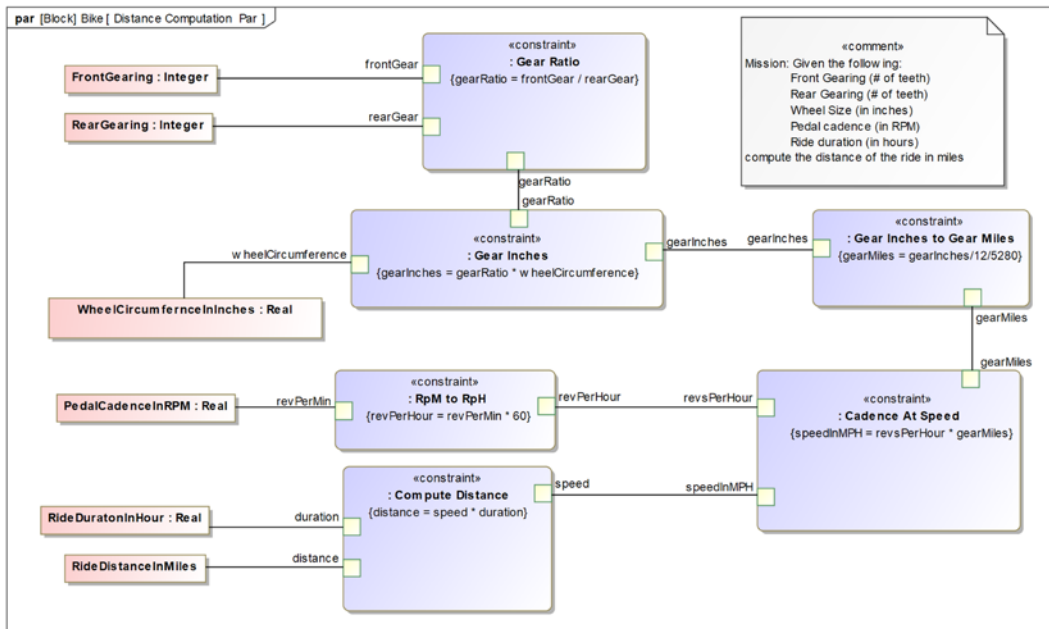 par [Block] Bike [ Distance Computation Par ]
«constraint»
: Gear Ratio
{gearRatio = frontGear / rearGear}
frontGear
FrontGearing : Integer
rearGear
RearGearing : Integer
gearRatio
gearRatio
«comment»
Mission: Given the following:
Front Gearing (# of teeth)
Rear Gearing (# of teeth)
Wheel Size (in inches)
Pedal cadence (in RPM)
Ride duration (in hours)
compute the distance of the ride in miles
«constraint»
: Gear Inches
{gearInches = gearRatio * wheelCircumference}
wheelCircumference
WheelCircumfernceInInches : Real
gearInches
gearInches
«constraint»
: Gear Inches to Gear Miles
{gearMiles = gearInches/12/5280}
gearMiles
gearMiles
«constraint»
: RpM to RpH
{revPerHour = revPerMin * 60}
revPerMin
PedalCadenceInRPM : Real
revPerHour
revsPerHour
«constraint»
: Cadence At Speed
{speedInMPH = revsPerHour * gearMiles}
«constraint»
: Compute Distance
{distance = speed * duration}
speed
speedInMPH
duration
RideDuratonInHour : Real
distance
RideDistanceInMiles